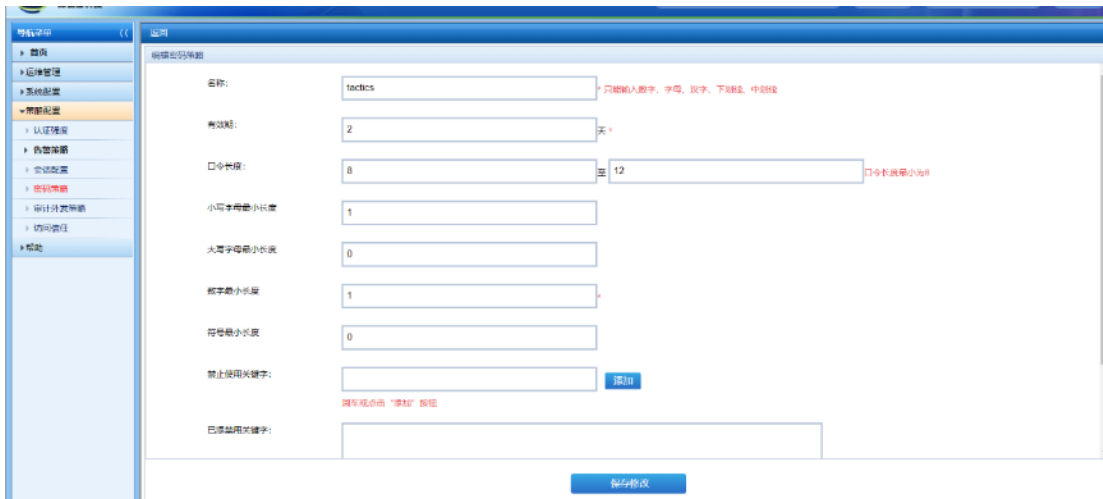 导航菜单
返回
首页
运维管理
系统配置
策略配置
认证强度
告警策略
会话配置
密码策略
审计外发策略
访问信任
帮助
编辑密码策略
名称:
tactics
* 只能输入数字、字母、汉字、下划线、中划线
有效期:
2
天 *
口令长度:
8
至
12
口令长度最小为8
小写字母最小长度
1
大写字母最小长度
0
数字最小长度
1
*
符号最小长度
0
禁止使用关键字:
添加
回车或点击 "添加" 按钮
已添禁用关键字:
保存修改